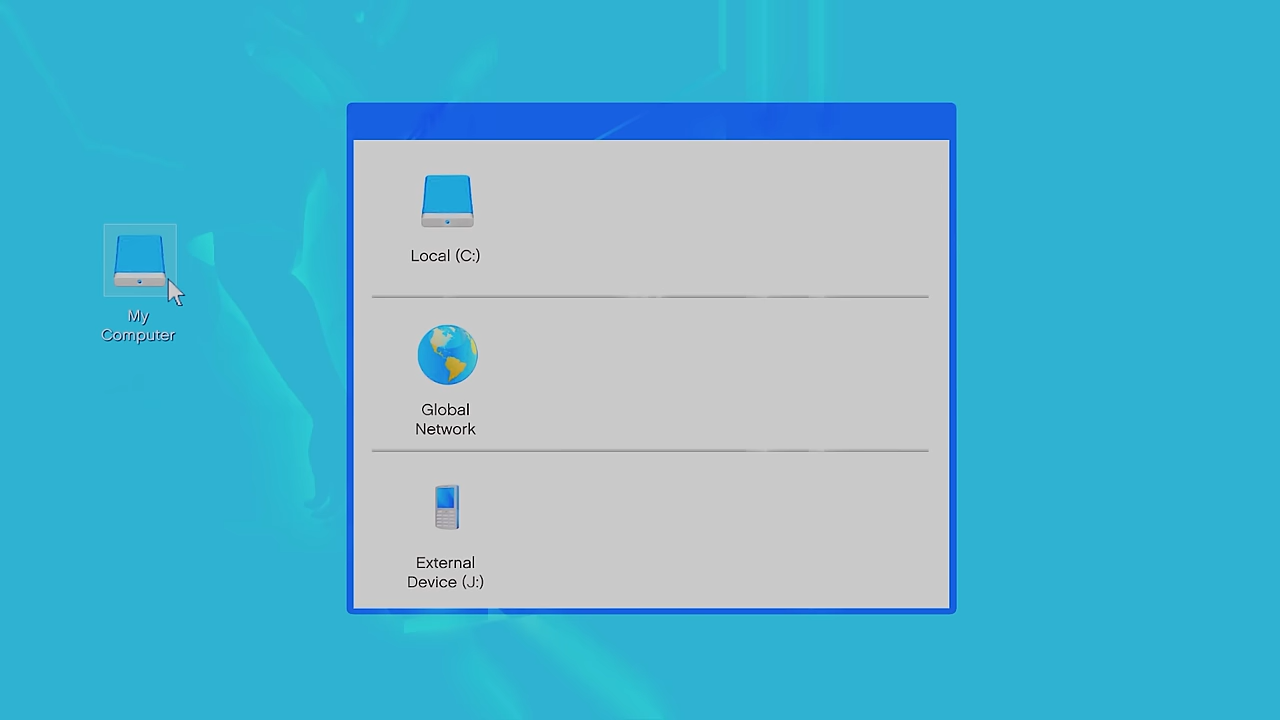 My
Computer
Local (C:)
Global
Network
External
Device (J:)